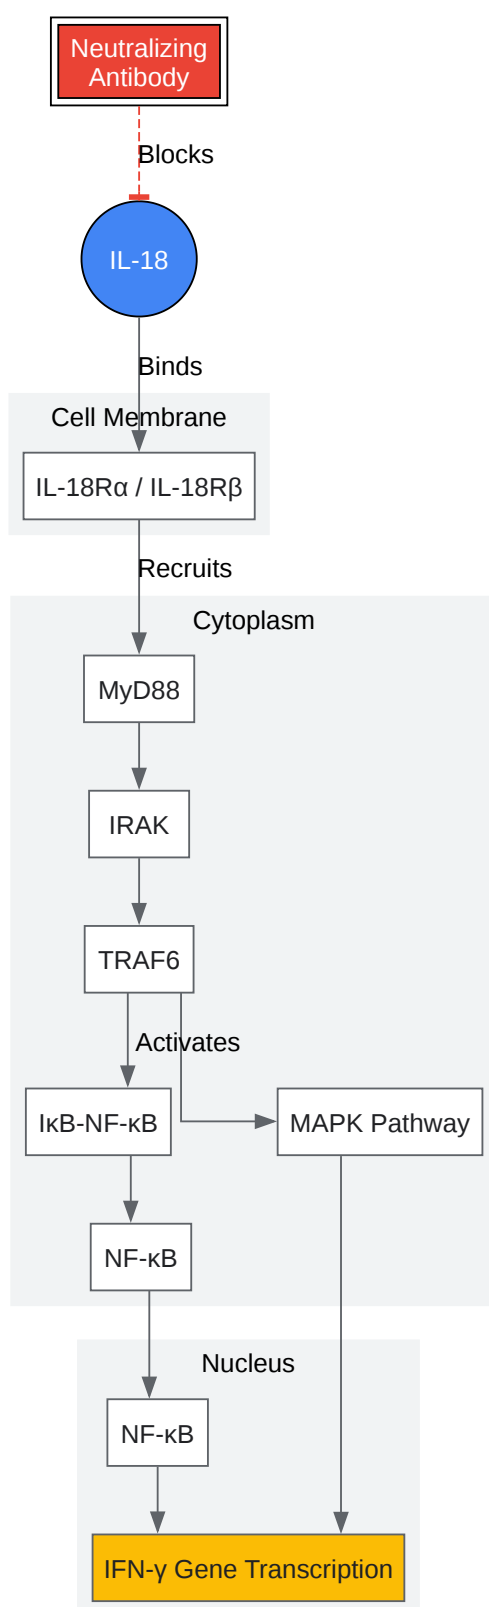 Neutralizing
Antibody
Blocks
IL-18
Binds
Cell Membrane
IL-18Rα / IL-18Rβ
Recruits
Cytoplasm
MyD88
IRAK
TRAF6
Activates
IκB-NF-κB
MAPK Pathway
NF-κB
Nucleus
NF-κB
IFN-γ Gene Transcription